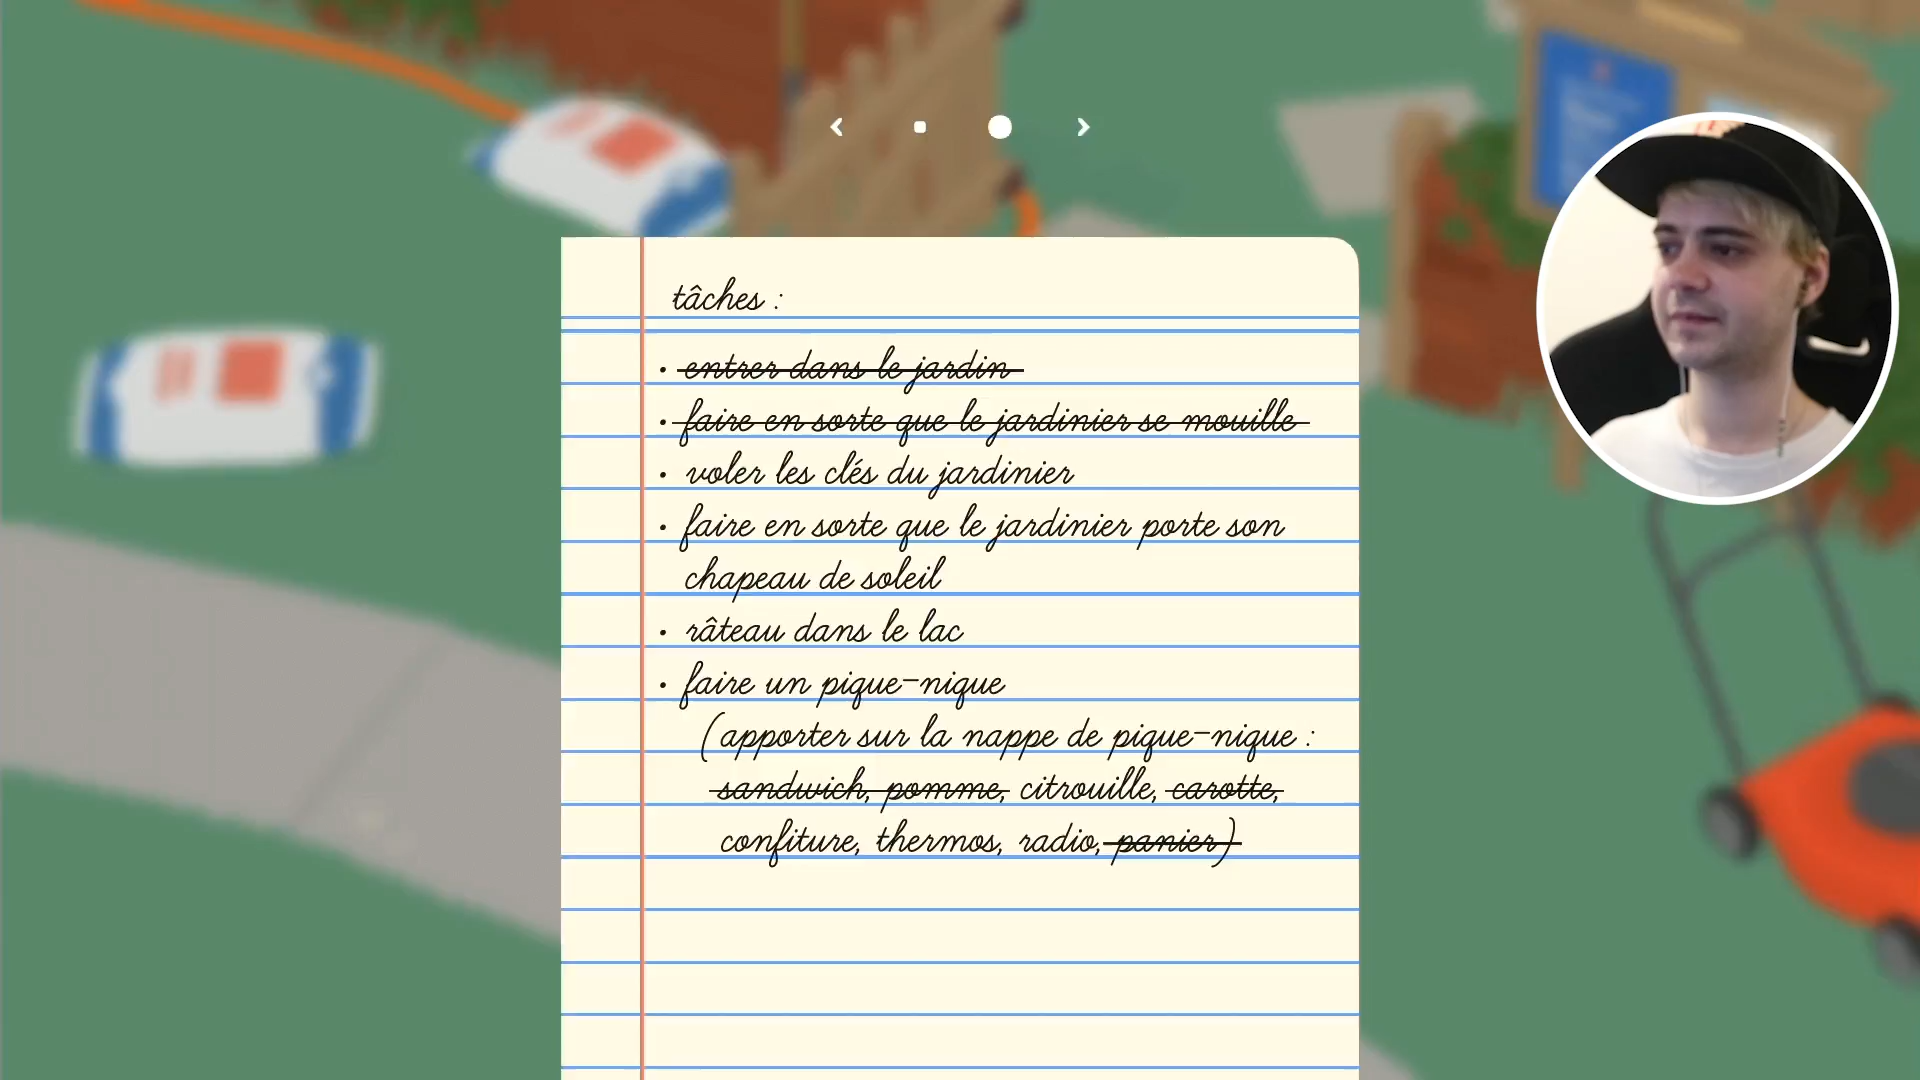 tâches :
• entrer dans le jardin
• faire en sorte que le jardinier se mouille
• voler les clés du jardinier
• faire en sorte que le jardinier porte son
chapeau de soleil
• râteau dans le lac
• faire un pique-nique
(apporter sur la nappe de pique-nique :
sandwich, pomme, citrouille, carotte,
confiture, thermos, radio, panier)